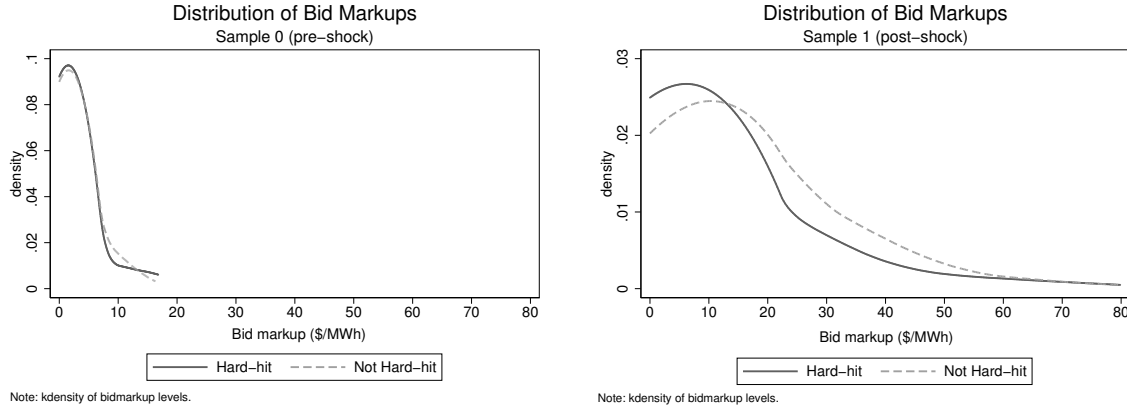 Distribution of Bid Markups
Sample 0 (pre−shock)
.1
.08
.06
.04
.02
0
density
0 10 20 30 40 50 60 70 80
Bid markup ($/MWh)
Hard−hit Not Hard−hit
Note: kdensity of bidmarkup levels.
Distribution of Bid Markups
Sample 1 (post−shock)
.03
.02
.01
0
density
0 10 20 30 40 50 60 70 80
Bid markup ($/MWh)
Hard−hit Not Hard−hit
Note: kdensity of bidmarkup levels.